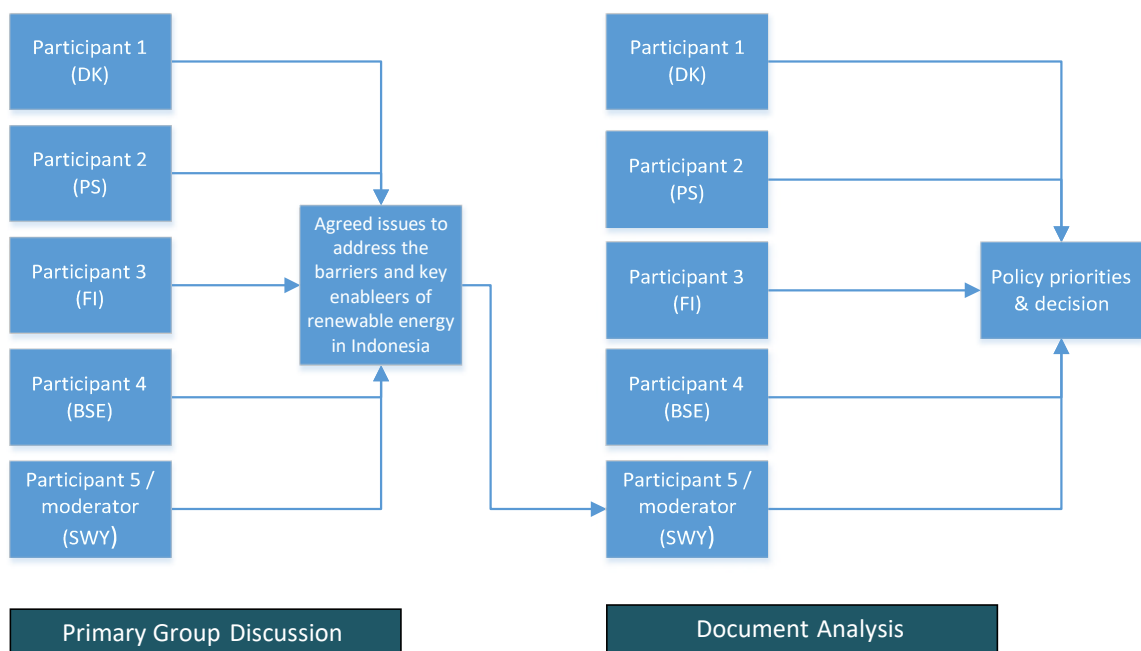 Participant 1
(DK)
Participant 2
(PS)
Participant 3
(FI)
Participant 4
(BSE)
Participant 5 /
moderator
(SWY)
Agreed issues to
address the
barriers and key
enableers of
renewable energy
in Indonesia
Primary Group Discussion
Participant 1
(DK)
Participant 2
(PS)
Participant 3
(FI)
Participant 4
(BSE)
Participant 5 /
moderator
(SWY)
Policy priorities
& decision
Document Analysis